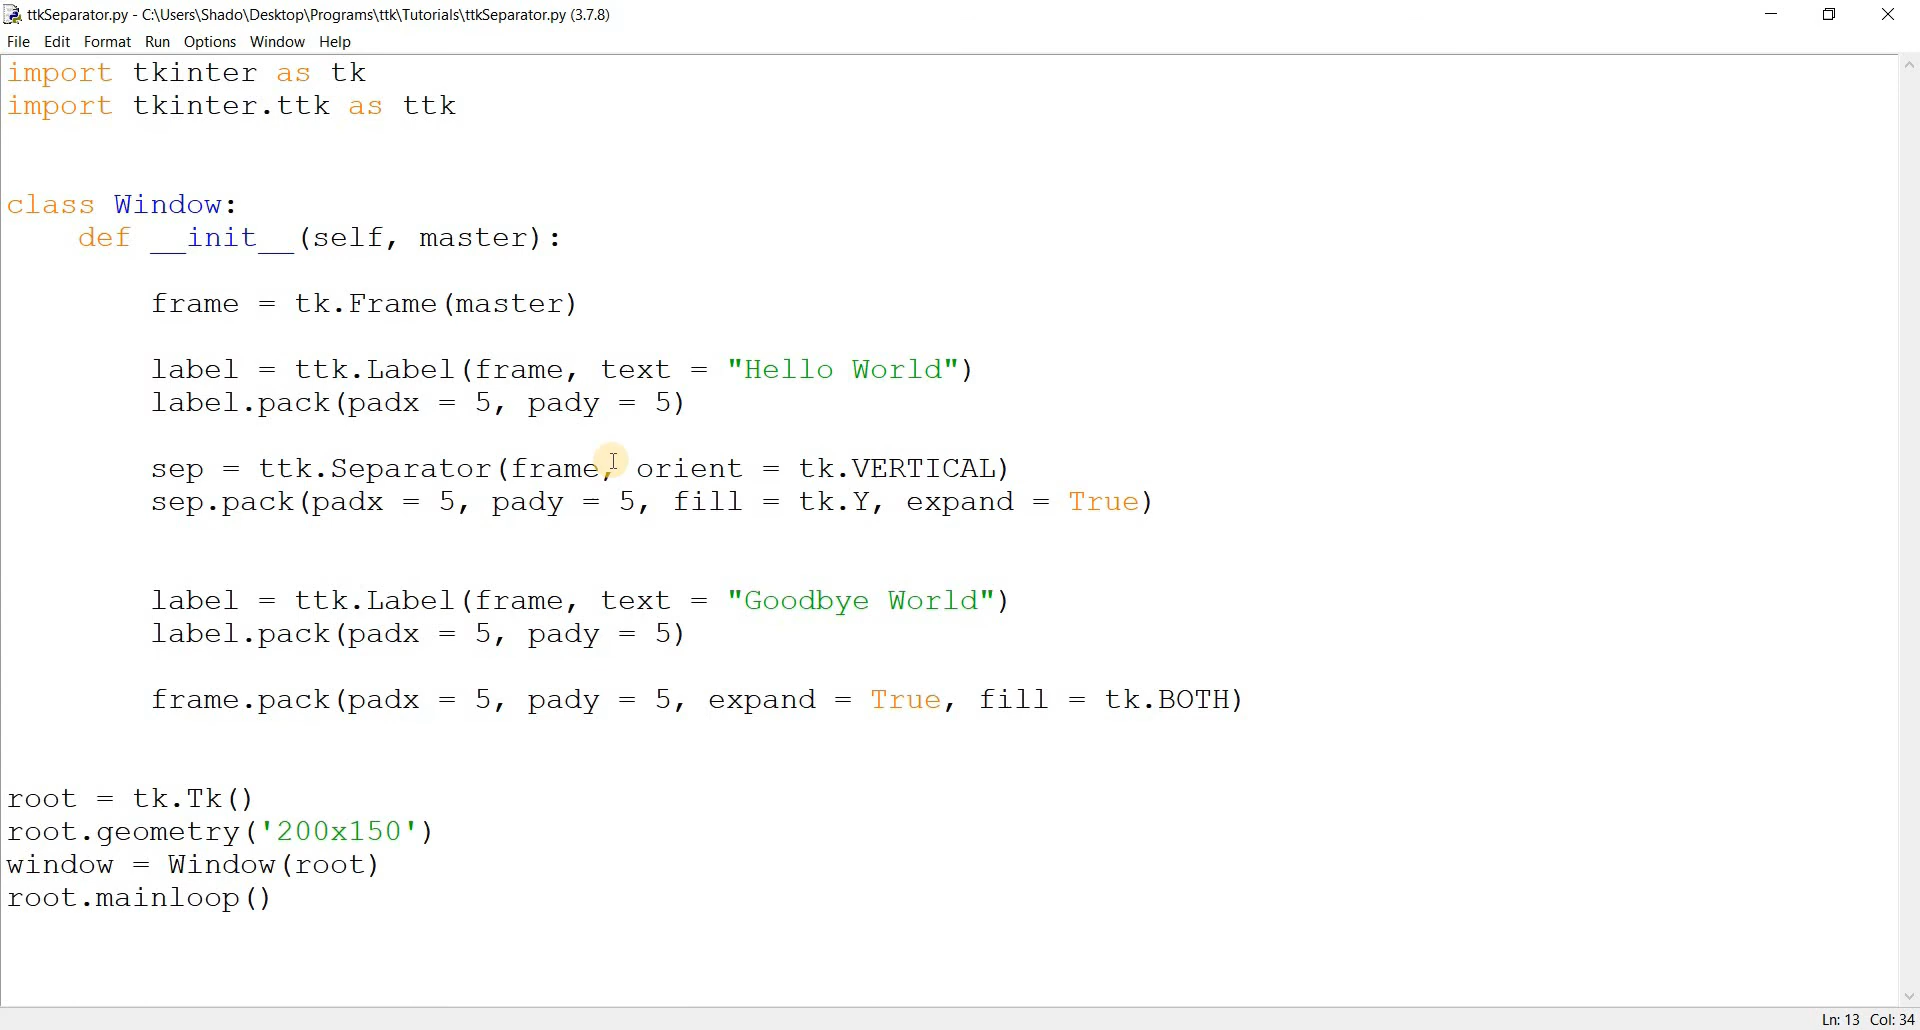 ttkSeparator.py - C:\Users\Shado\Desktop\Programs\ttk\Tutorials\ttkSeparator.py (3.7.8)
File Edit Format Run Options Window Help
import tkinter as tk
import tkinter.ttk as ttk
class Window:
    def __init__(self, master):
        frame = tk.Frame(master)
        label = ttk.Label(frame, text = "Hello World")
        label.pack(padx = 5, pady = 5)
        sep = ttk.Separator(frame, orient = tk.VERTICAL)
        sep.pack(padx = 5, pady = 5, fill = tk.Y, expand = True)
        label = ttk.Label(frame, text = "Goodbye World")
        label.pack(padx = 5, pady = 5)
        frame.pack(padx = 5, pady = 5, expand = True, fill = tk.BOTH)
root = tk.Tk()
root.geometry('200x150')
window = Window(root)
root.mainloop()
Ln: 13 Col: 34